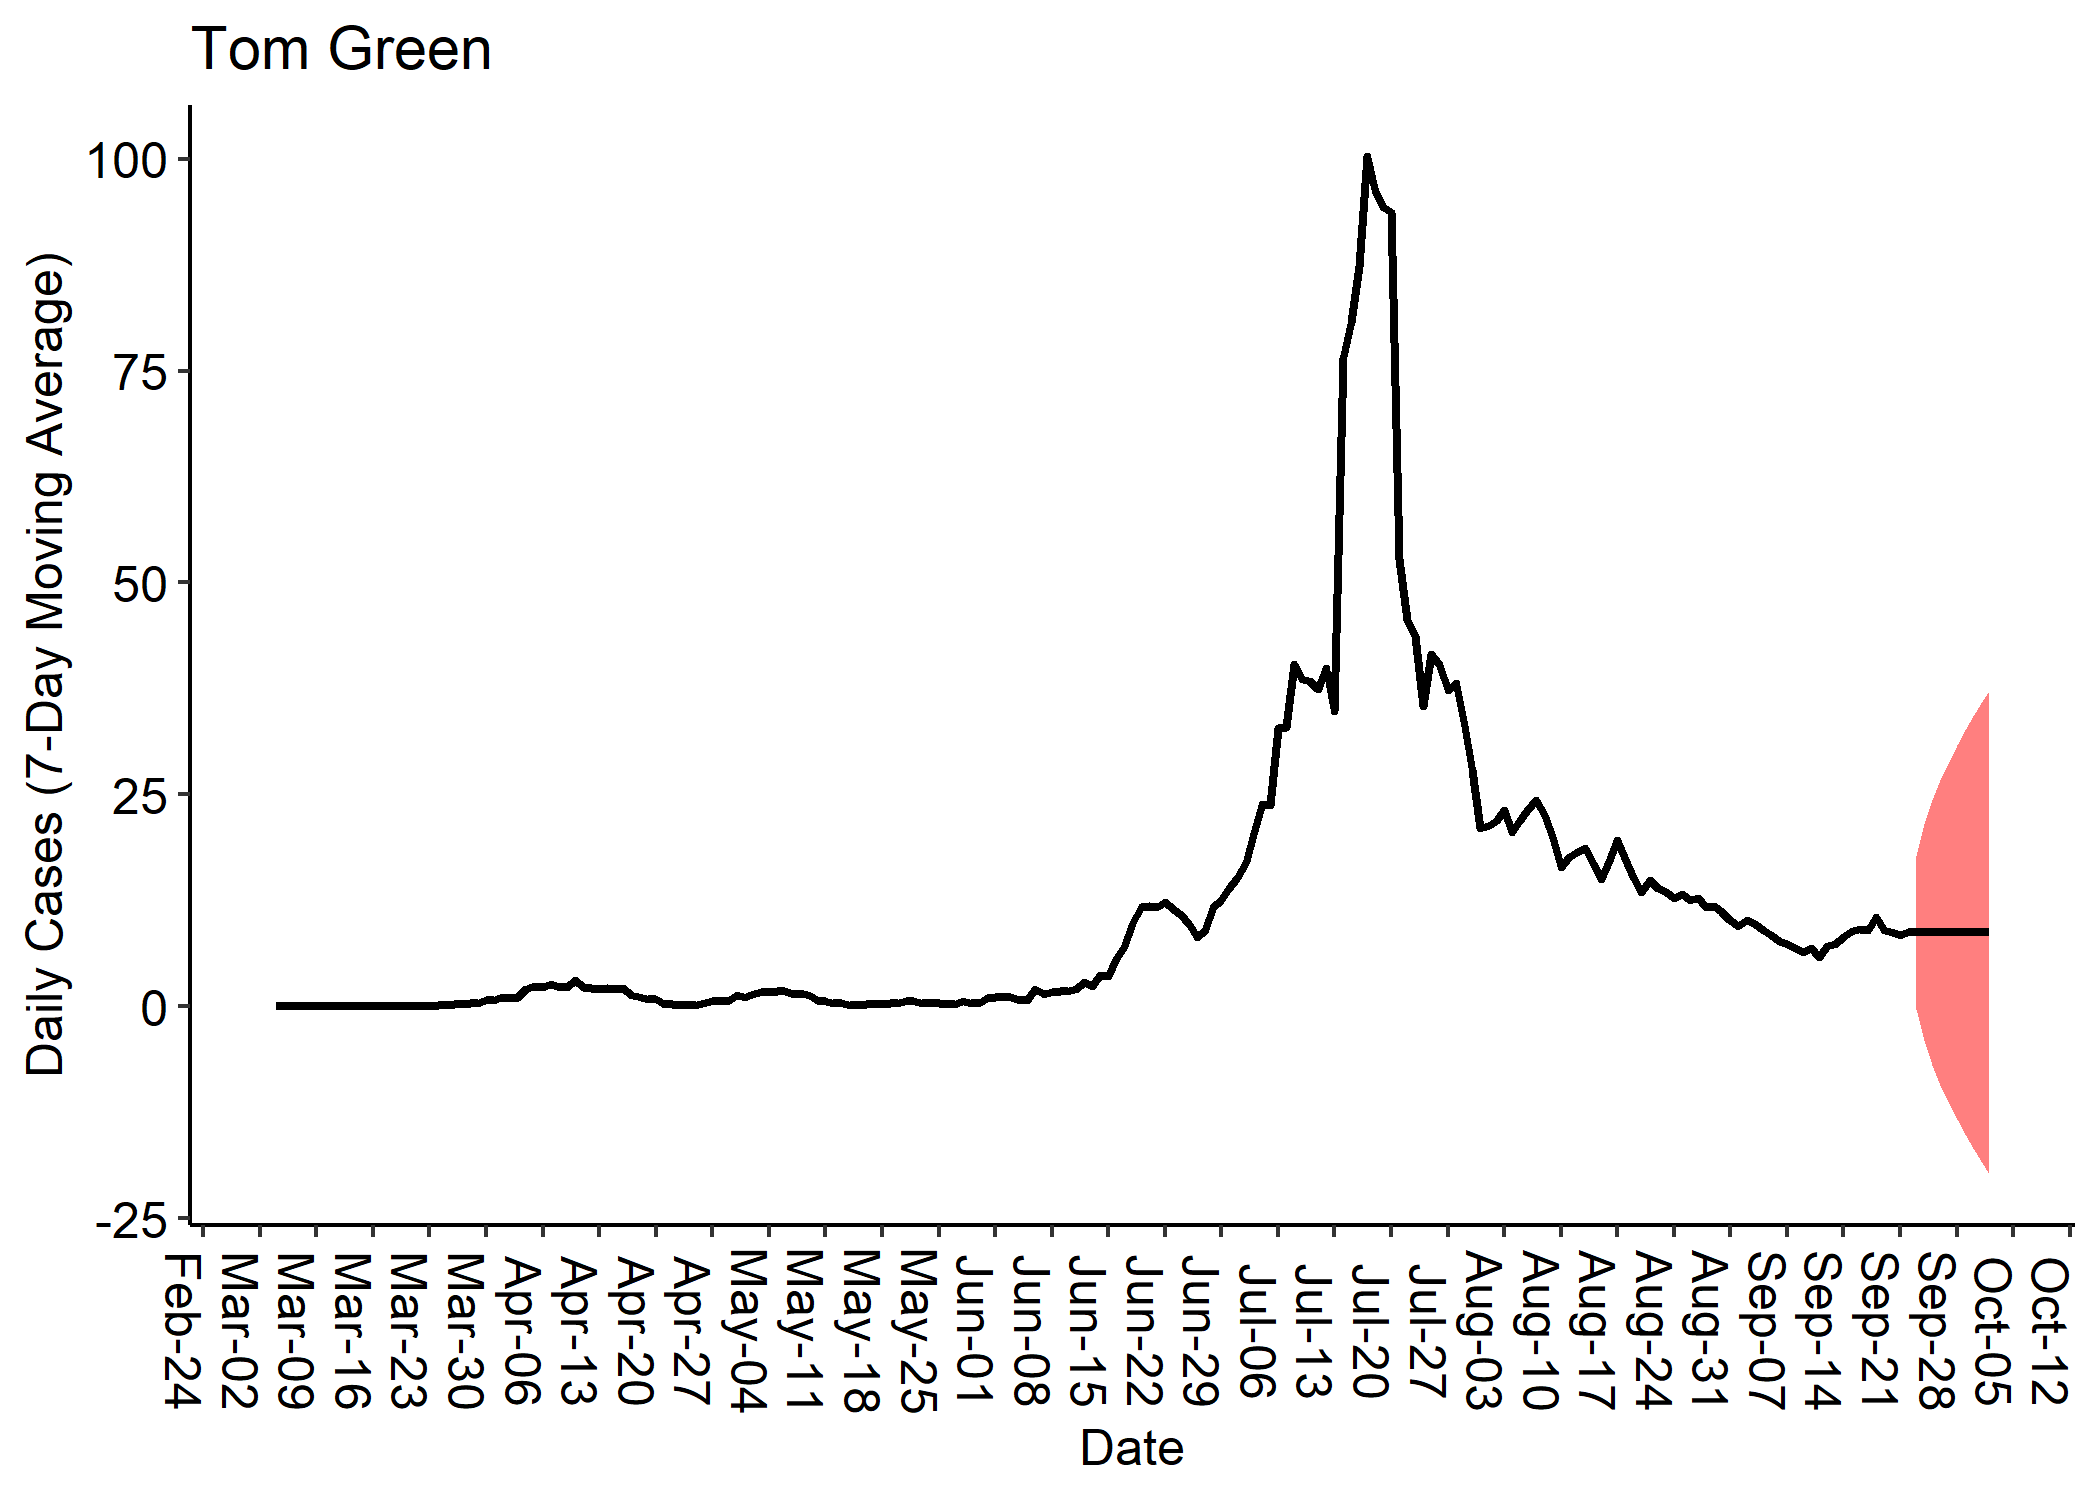 Tom Green
Daily Cases (7-Day Moving Average)
100
75
50
25
0
-25
Feb-24
Mar-02
Mar-09
Mar-16
Mar-23
Mar-30
Apr-06
Apr-13
Apr-20
Apr-27
May-04
May-11
May-18
May-25
Jun-01
Jun-08
Jun-15
Jun-22
Jun-29
Jul-06
Jul-13
Jul-20
Jul-27
Aug-03
Aug-10
Aug-17
Aug-24
Aug-31
Sep-07
Sep-14
Sep-21
Sep-28
Oct-05
Oct-12
Date